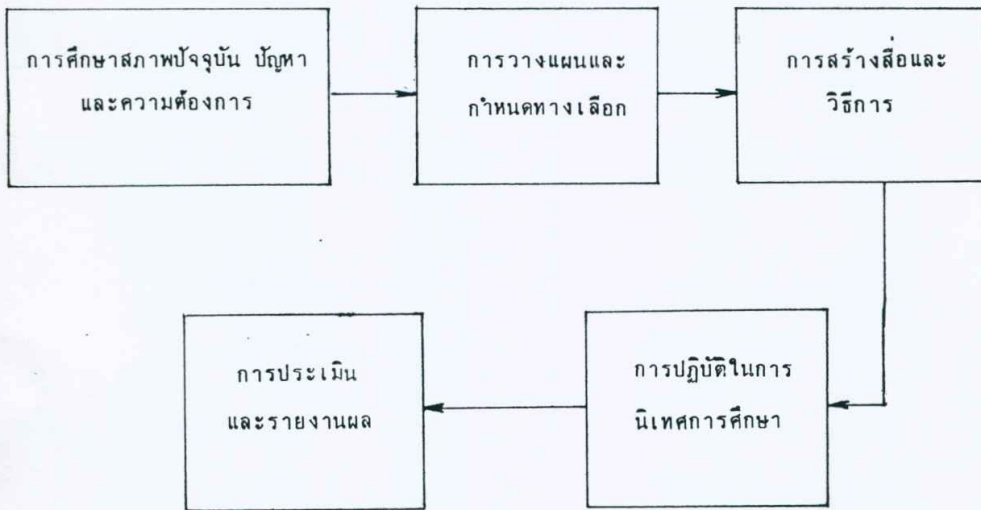 การศึกษาสภาพปัจจุบัน ปัญหา
และความต้องการ
การวางแผนและ
กำหนดทางเลือก
การสร้างสื่อและ
วิธีการ
การปฏิบัติในการ
นิเทศการศึกษา
การประเมิน
และรายงานผล